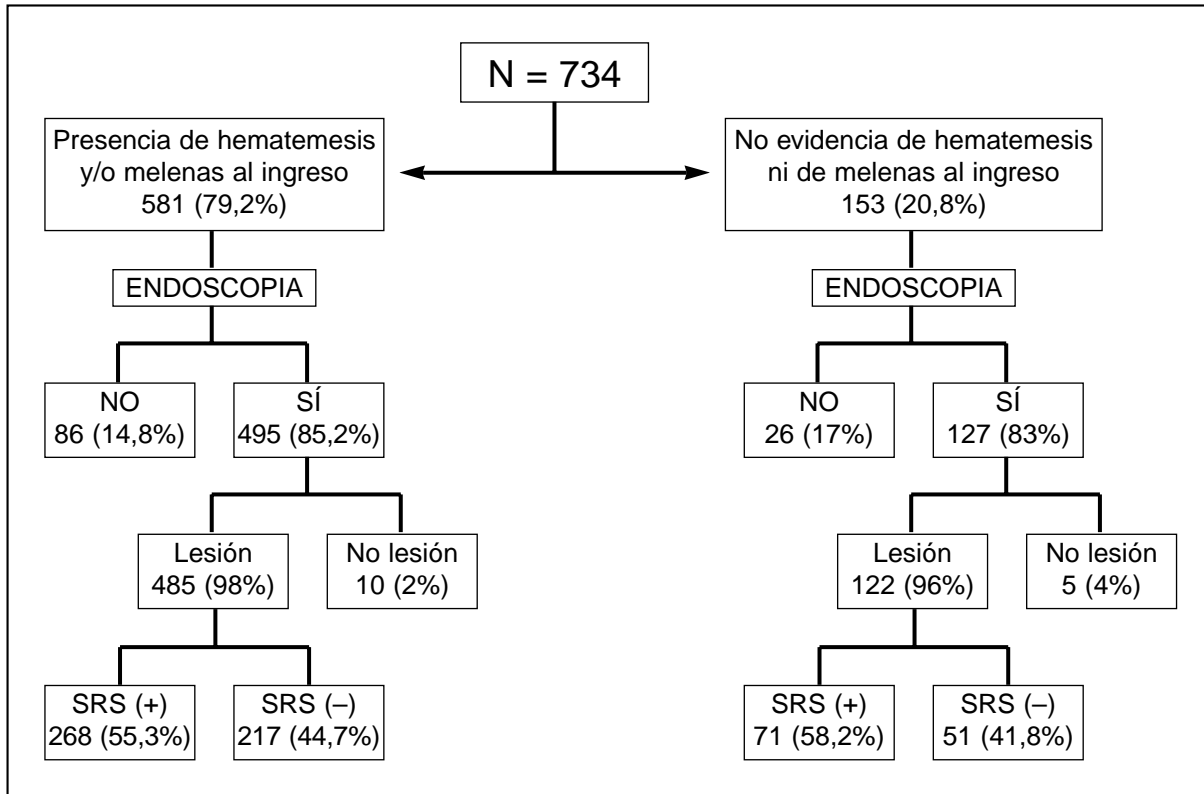 N = 734
Presencia de hematemesis
y/o melenas al ingreso
581 (79,2%)
No evidencia de hematemesis
ni de melenas al ingreso
153 (20,8%)
ENDOSCOPIA
ENDOSCOPIA
NO
86 (14,8%)
SÍ
495 (85,2%)
NO
26 (17%)
SÍ
127 (83%)
Lesión
485 (98%)
No lesión
10 (2%)
Lesión
122 (96%)
No lesión
5 (4%)
SRS (+)
268 (55,3%)
SRS (–)
217 (44,7%)
SRS (+)
71 (58,2%)
SRS (–)
51 (41,8%)